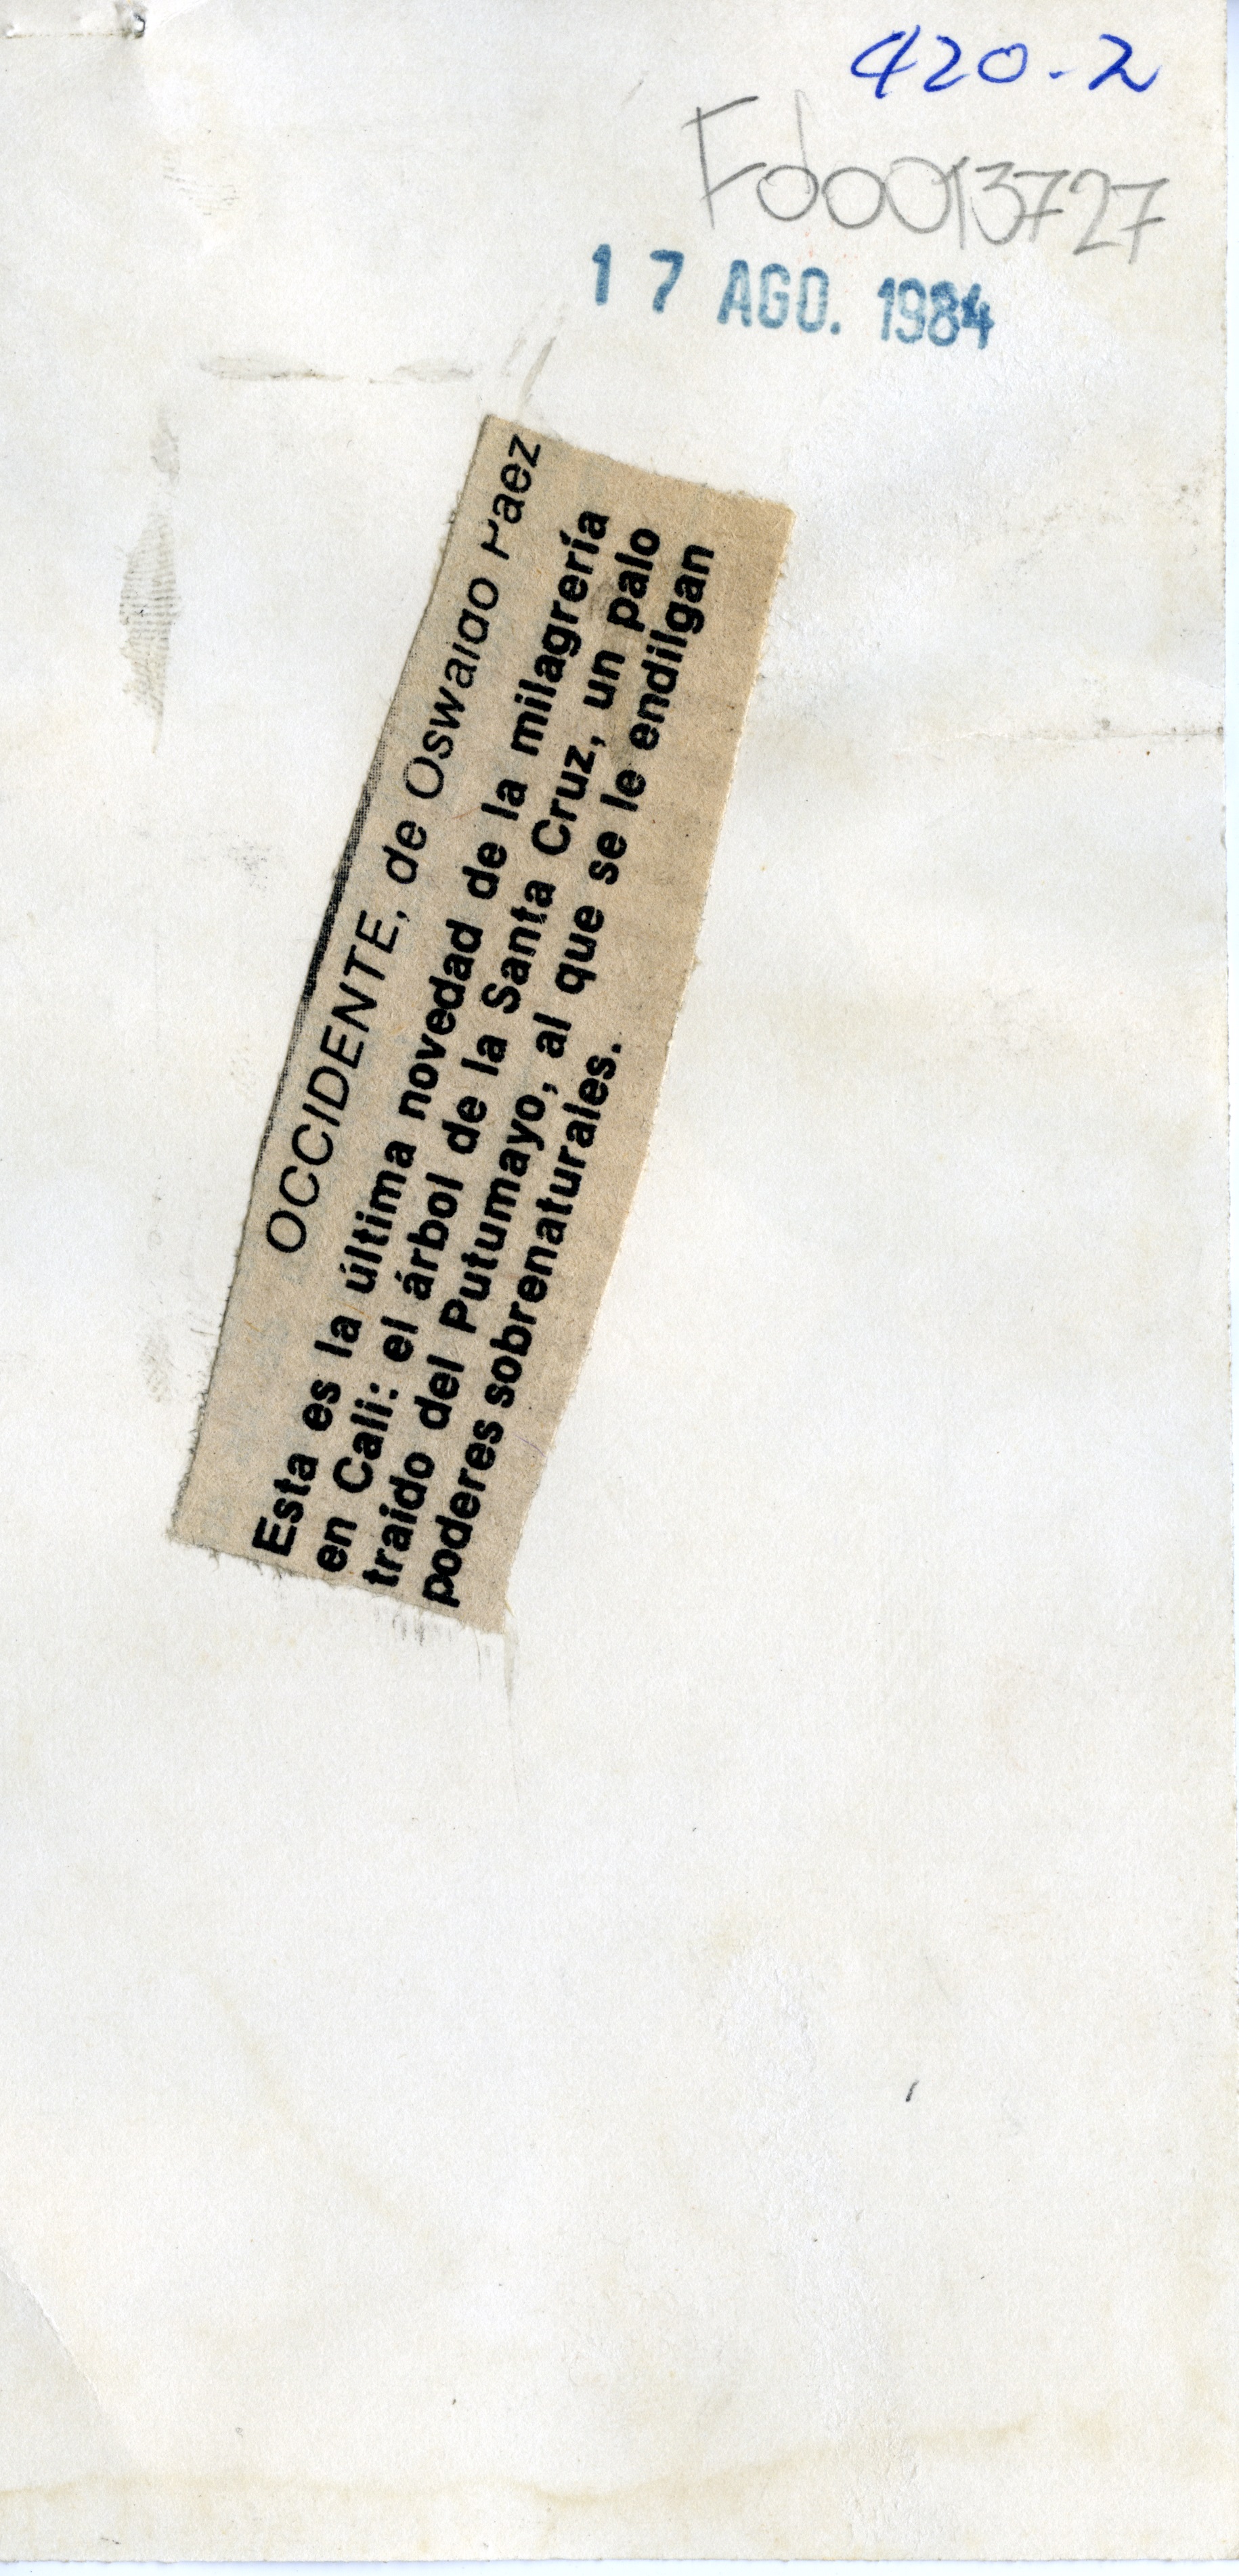 420-2
Fd0013727
17 AGO. 1984
OCCIDENTE, de Oswaldo Paez
Esta es la última novedad de la milagrería
en Cali: el árbol de la Santa Cruz, un palo
traido del Putumayo, al que se le endilgan
poderes sobrenaturales.